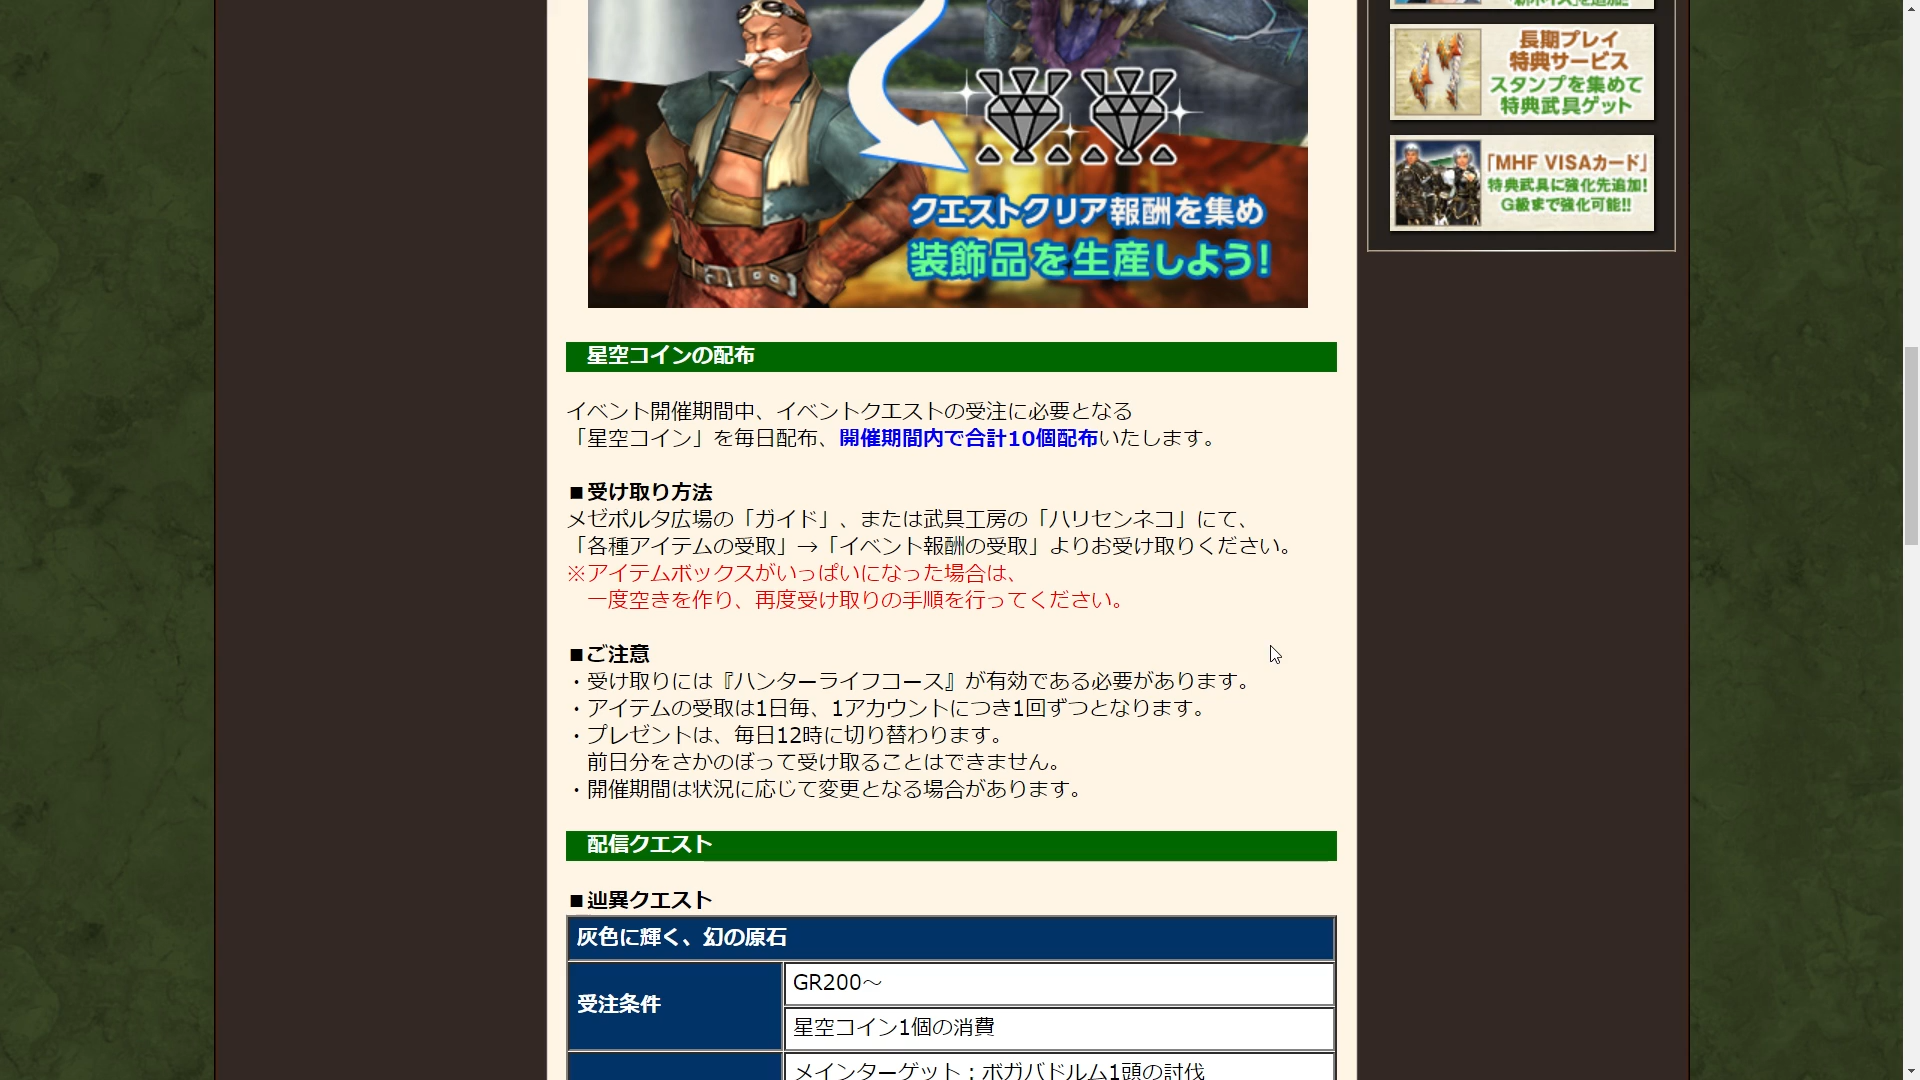 クエストクリア報酬を集め
装飾品を生産しよう!
星空コインの配布
イベント開催期間中、イベントクエストの受注に必要となる
「星空コイン」を毎日配布、開催期間内で合計10個配布いたします。
■受け取り方法
メゼポルタ広場の「ガイド」、または武具工房の「ハリセンネコ」にて、
「各種アイテムの受取」→「イベント報酬の受取」よりお受け取りください。
※アイテムボックスがいっぱいになった場合は、
一度空きを作り、再度受け取りの手順を行ってください。
■ご注意
・受け取りには『ハンターライフコース』が有効である必要があります。
・アイテムの受取は1日毎、1アカウントにつき1回ずつとなります。
・プレゼントは、毎日12時に切り替わります。
前日分をさかのぼって受け取ることはできません。
・開催期間は状況に応じて変更となる場合があります。
配信クエスト
■辿異クエスト
灰色に輝く、幻の原石
受注条件
GR200～
星空コイン1個の消費
メインターゲット：ボガバドルム1頭の討伐
長期プレイ
特典サービス
スタンプを集めて
特典武具ゲット
「MHF VISAカード」
特典武具に強化先追加!
G級まで強化可能!!